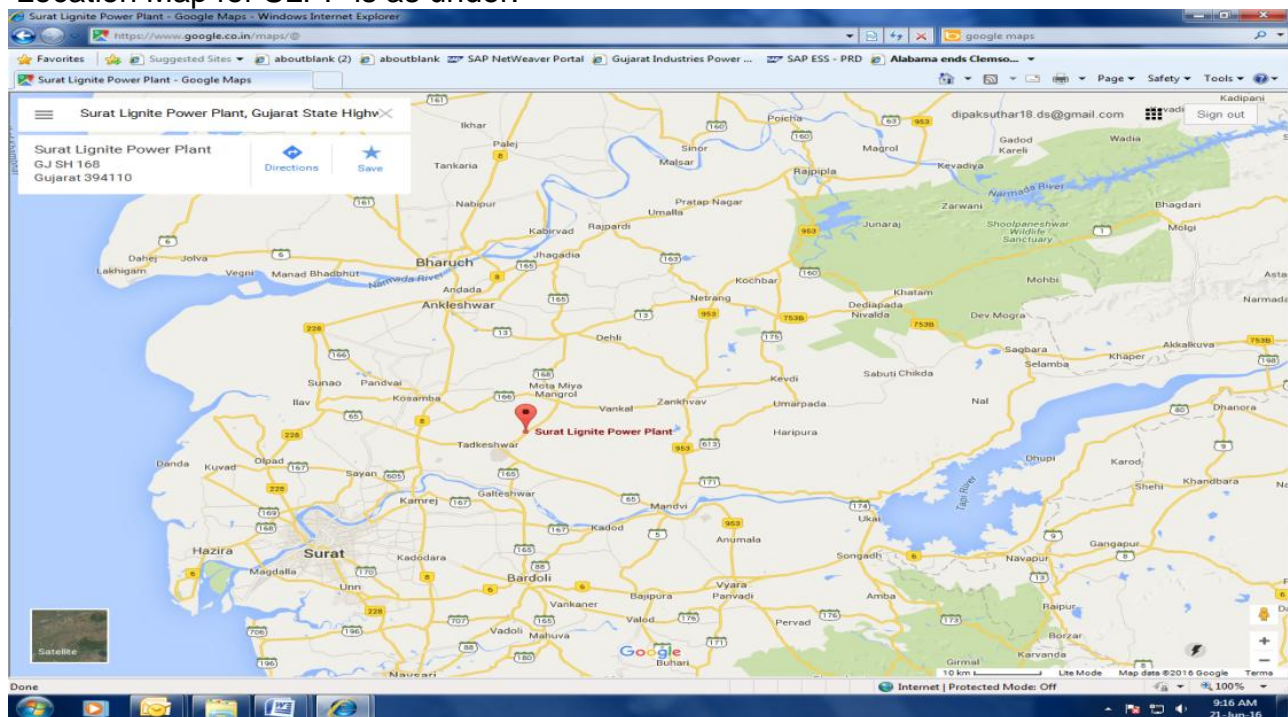 Surat Lignite Power Plant - Google Maps - Windows Internet Explorer
https://www.google.co.in/maps/@
google maps
Favorites
Suggested Sites
aboutblank (2)
aboutblank
SAP NetWeaver Portal
Gujarat Industries Power ...
SAP ESS - PRD
Alabama ends Clemso...
Surat Lignite Power Plant - Google Maps
Page
Safety
Tools
Surat Lignite Power Plant, Gujarat State Highw
dipaksuthar18.ds@gmail.com
Sign out
Surat Lignite Power Plant
GJ SH 168
Gujarat 394110
Directions
Save
Kadipani
Ikhar
Palej
Poicha
Sinor
Malsar
Magrol
Gadod
Kareli
Wadia
Tankaria
Rajpipla
Kevadiya
Narmada River
Nabipur
Pratap Nagar
Umalla
Zarwani
Bhagdari
Kabirvad
Rajpardi
Junaraj
Shoolpaneshwar
Wildlife
Sanctuary
Molgi
Dahej
Jolva
Bharuch
Jhagadia
Lakhigam
Vegni
Manad Bhadbhut
Narmada River
Kochbar
Mohbi
Asta
Andada
Ankleshwar
Netrang
Khatam
Dediapada
Nivalda
Narmada
Dev Mogra
Dehli
Sagbara
Selamba
Khaper
Akkalkuva
Sunao
Pandvai
Mota Miya
Mangrol
Kevdi
Sabuti Chikda
Ilav
Kosamba
Vankal
Zankhvav
Umarpada
Nal
Dhanora
Surat Lignite Power Plant
Haripura
Tadkeshwar
Danda
Kuvad
Olpad
Sayan
Dhupi
Karod
Shehi
Khandbara
Tapi River
Kamrej
Galteshwar
Mandvi
Ukai
Kadod
Anumala
Gangapur
Hazira
Surat
Kadodara
Songadh
Navapur
Magdalla
Unn
Bardoli
Vyara
Panvadi
Amba
Bajipura
Vankaner
Raipur
Valod
Pervad
Vadoli
Mahuva
Borzar
Satellite
Google
Buhari
Girmal
Karvanda
Navsari
10 km
Lite Mode
Map data ©2016 Google
Terms
Done
Internet | Protected Mode: Off
100%
9:16 AM
21-Jun-16